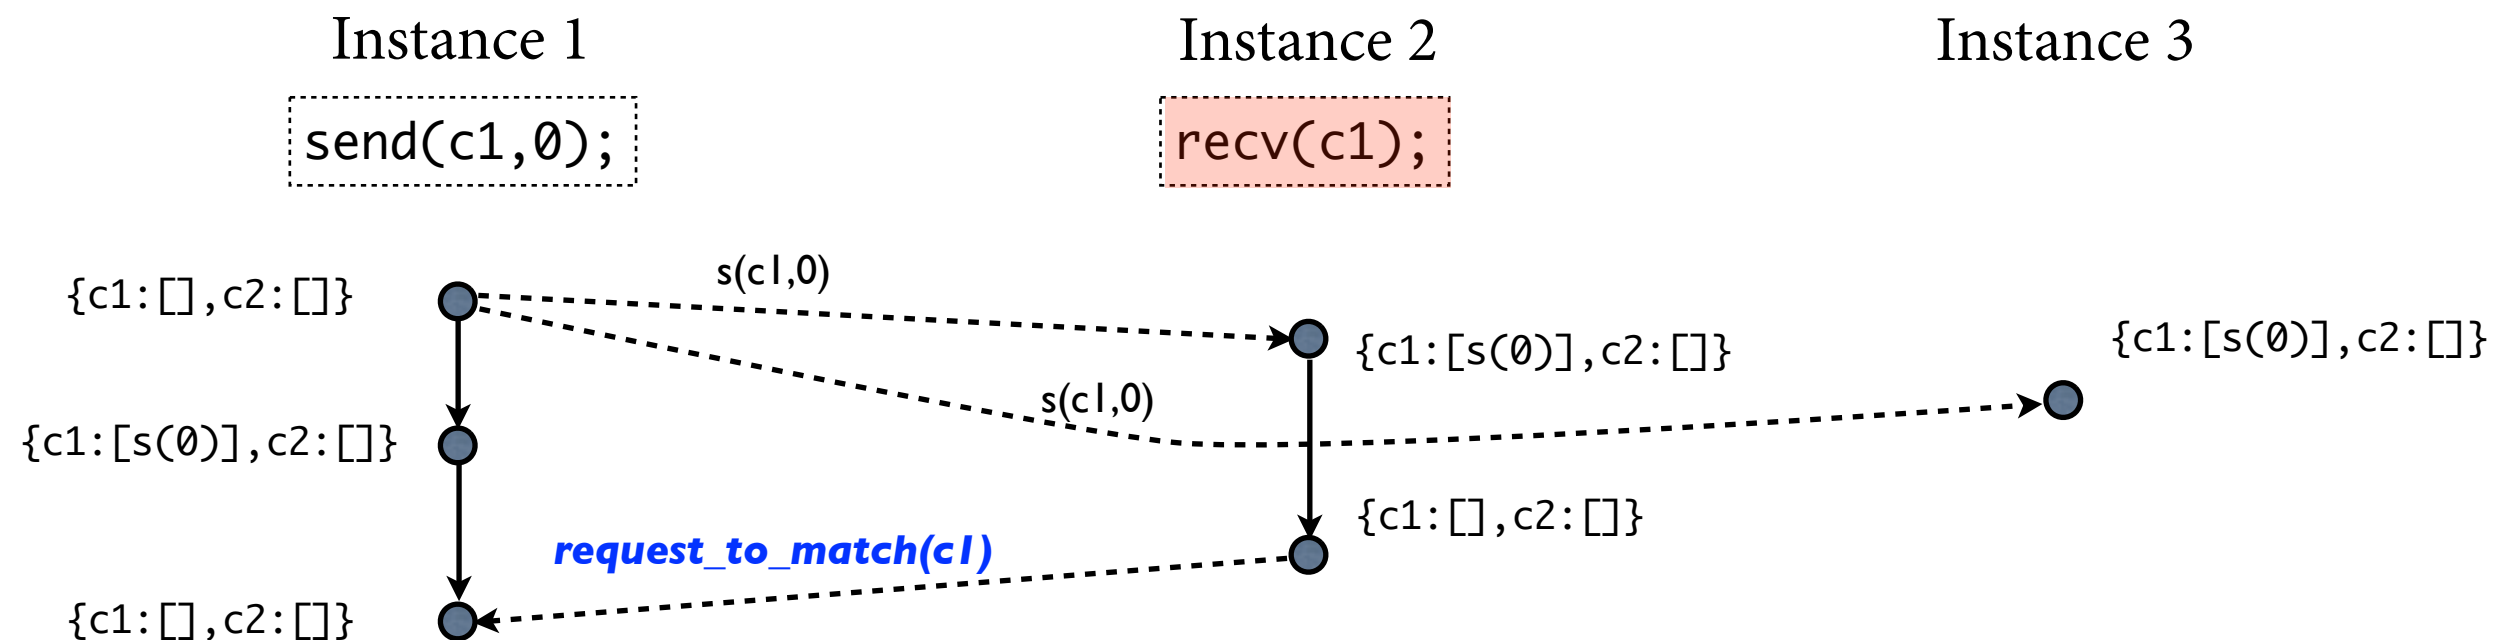 Instance 1
Instance 2
Instance 3
send(c1,0);
recv(c1);
s(c1,0)
{c1:[],c2:[]}
{c1:[s(0)],c2:[]}
{c1:[s(0)],c2:[]}
s(c1,0)
{c1:[s(0)],c2:[]}
{c1:[],c2:[]}
request_to_match(c1)
{c1:[],c2:[]}